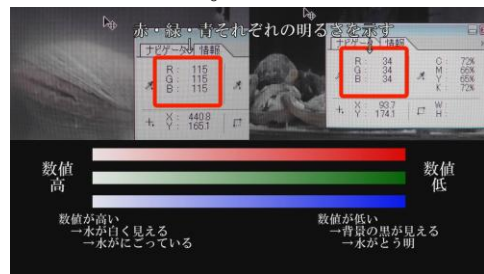 赤・緑・青それぞれの明るさを示す
ナビゲータ 情報
R: 115
G: 115
B: 115
X: 440.8
Y: 165.1
ナビゲータ 情報
R: 34
G: 34
B: 34
C: 72%
M: 66%
Y: 65%
K: 72%
X: 93.7
Y: 174.1
W:
H:
数値
高
数値
低
数値が高い
→水が白く見える
→水がにごっている
数値が低い
→背景の黒が見える
→水がとう明